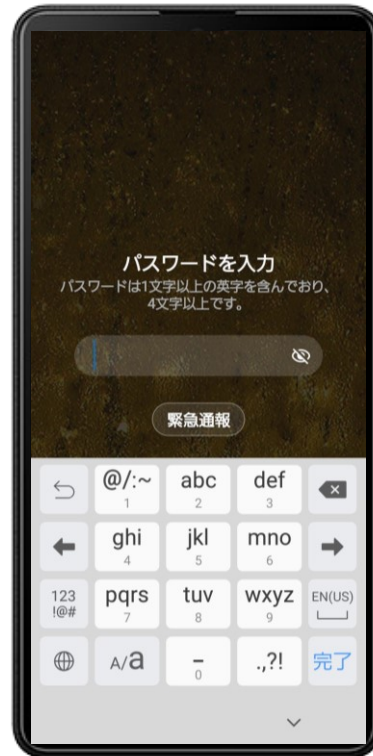 パスワードを入力
パスワードは1文字以上の英字を含んでおり、
4文字以上です。
緊急通報
@/:~ abc def
1 2 3
ghi jkl mno
4 5 6
123 pqrs tuv wxyz EN(US)
!@# 7 8 9
A/a - .,?! 完了
0